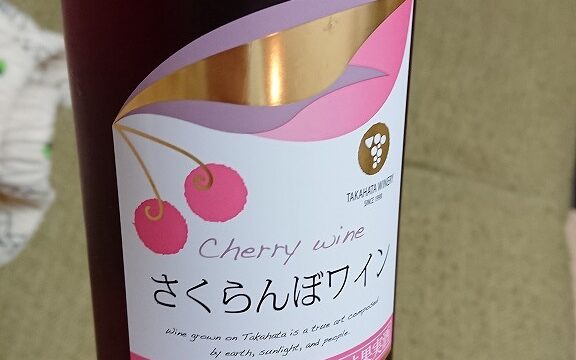 TAKAHATA WINERY
SINCE 1990
Cherry wine
さくらんぼワイン
Wine grown on Takahata is a true art composed
by earth, sunlight, and people